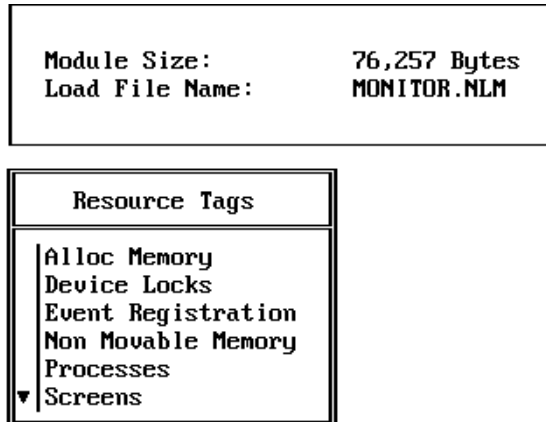 Module Size: 76,257 Bytes
Load File Name: MONITOR.NLM
Resource Tags
Alloc Memory
Device Locks
Event Registration
Non Movable Memory
Processes
Screens